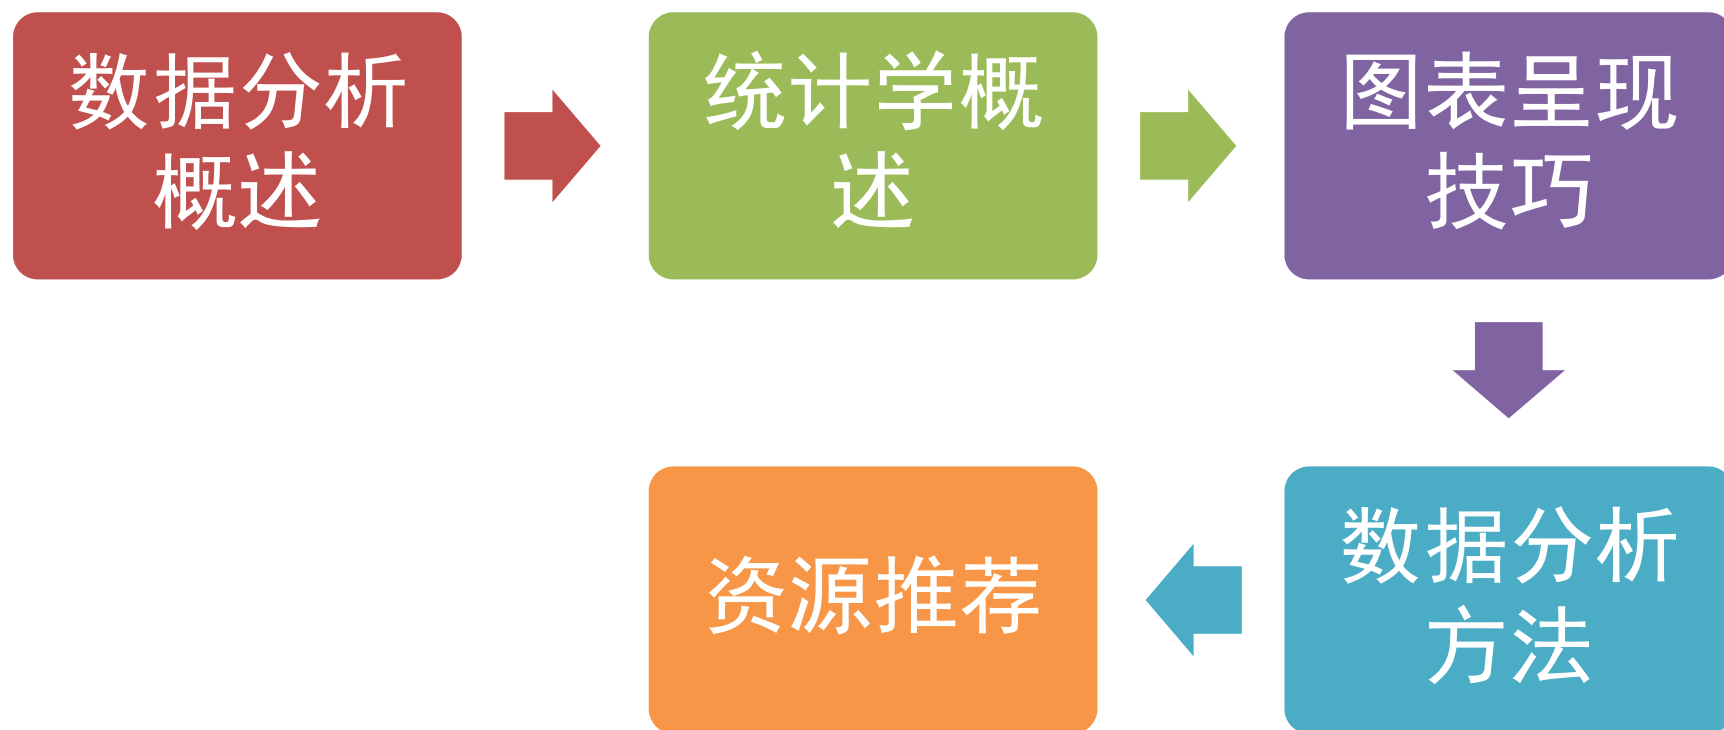 数据分析
概述
统计学概
述
图表呈现
技巧
数据分析
方法
资源推荐